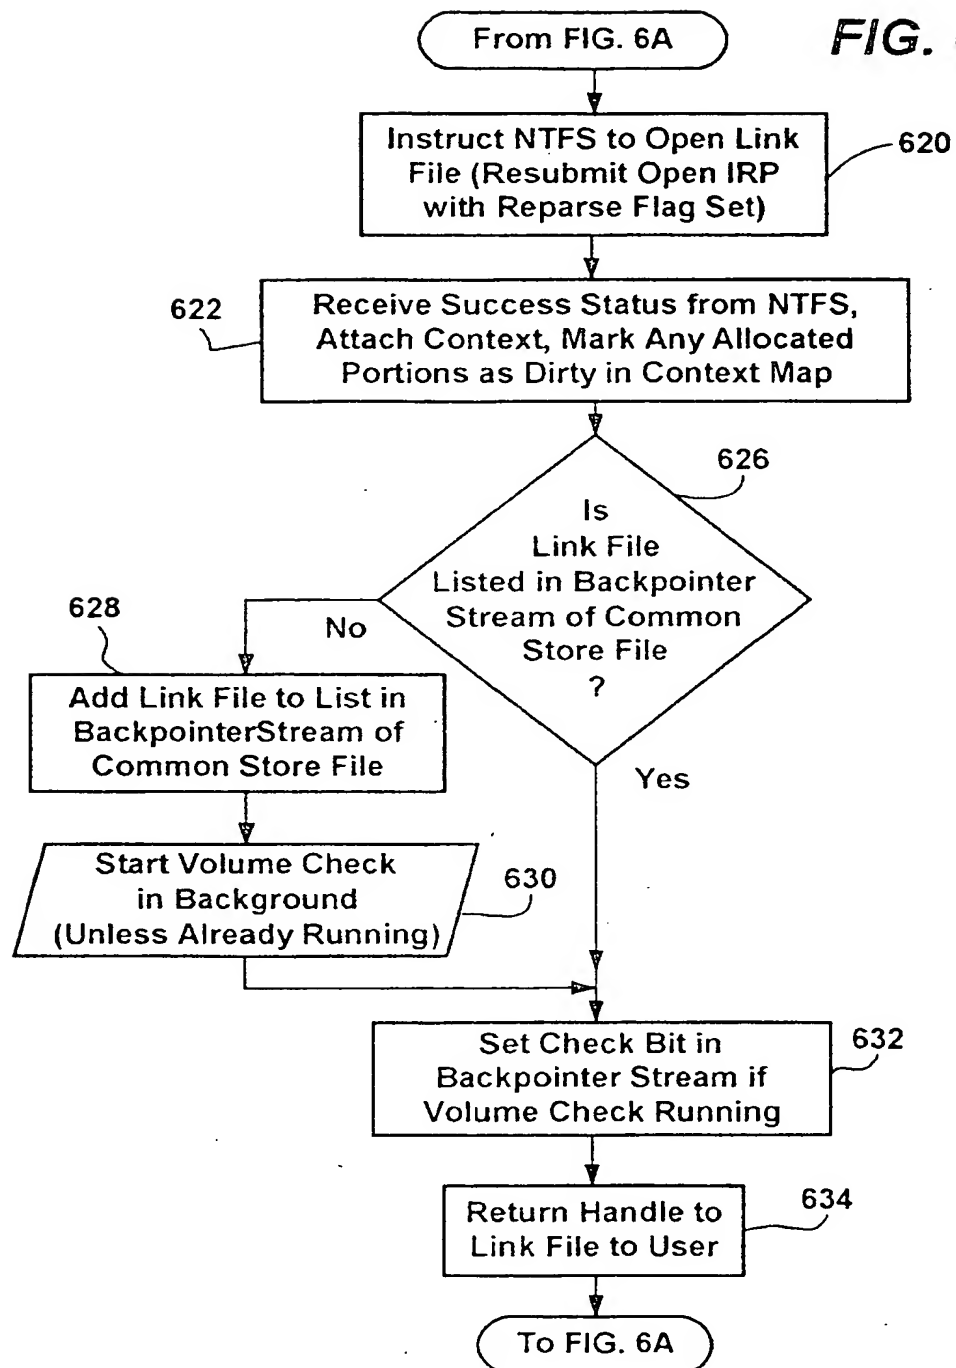 From FIG. 6A
FIG.
Instruct NTFS to Open Link
File (Resubmit Open IRP
with Reparse Flag Set)
620
622
Receive Success Status from NTFS,
Attach Context, Mark Any Allocated
Portions as Dirty in Context Map
626
Is
Link File
Listed in Backpointer
Stream of Common
Store File
?
No
Yes
628
Add Link File to List in
BackpointerStream of
Common Store File
Start Volume Check
in Background
(Unless Already Running)
630
Set Check Bit in
Backpointer Stream if
Volume Check Running
632
Return Handle to
Link File to User
634
To FIG. 6A